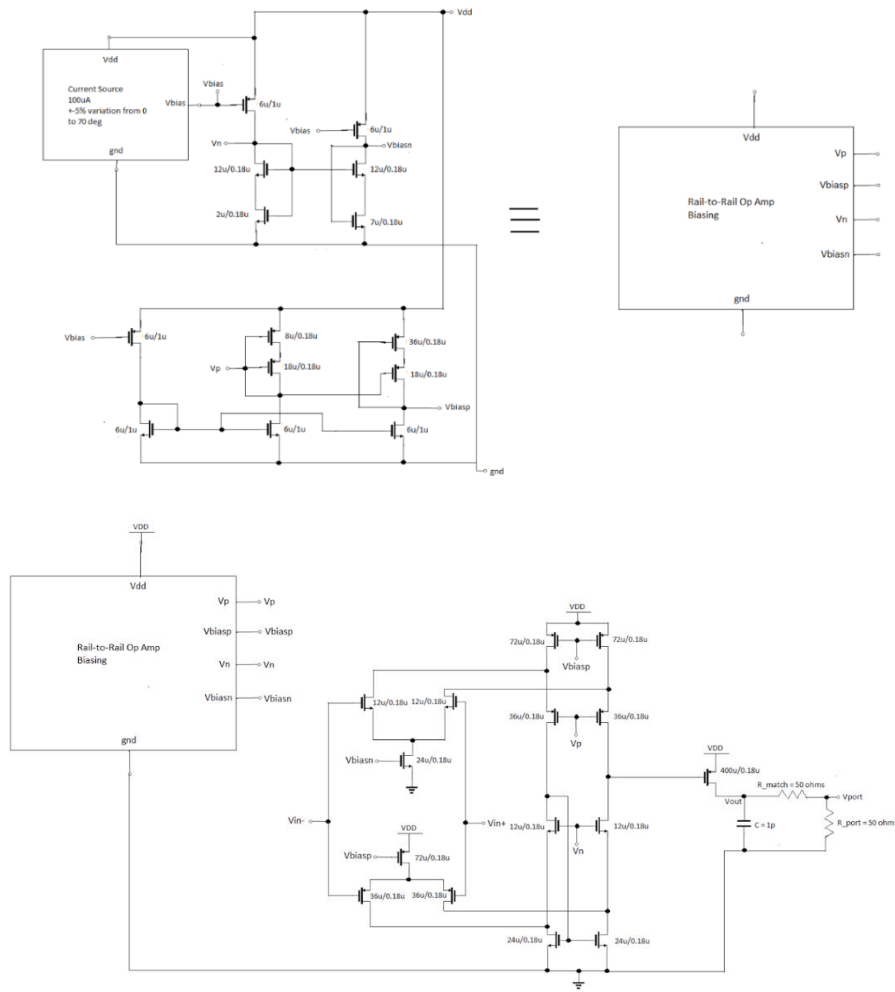 Vdd
Vdd
Current Source
100uA
+-5% variation from 0
to 70 deg
gnd
Vbias
Vbias
6u/1u
Vn
12u/0.18u
2u/0.18u
Vbias
6u/1u
Vbiasn
12u/0.18u
7u/0.18u
Vdd
Vp
Vbiasp
Rail-to-Rail Op Amp
Biasing
Vn
Vbiasn
gnd
Vbias
6u/1u
8u/0.18u
36u/0.18u
Vp
18u/0.18u
18u/0.18u
Vbiasp
6u/1u
6u/1u
6u/1u
gnd
VDD
Vdd
Vp
Vp
Vbiasp
Vbiasp
Rail-to-Rail Op Amp
Biasing
Vn
Vn
Vbiasn
Vbiasn
gnd
VDD
72u/0.18u
72u/0.18u
Vbiasp
12u/0.18u
12u/0.18u
36u/0.18u
36u/0.18u
Vp
Vbiasn
24u/0.18u
VDD
400u/0.18u
R_match = 50 ohms
Vout
Vport
C = 1p
R_port = 50 ohms
Vin-
Vin+
12u/0.18u
12u/0.18u
Vn
VDD
Vbiasp
72u/0.18u
36u/0.18u
36u/0.18u
24u/0.18u
24u/0.18u